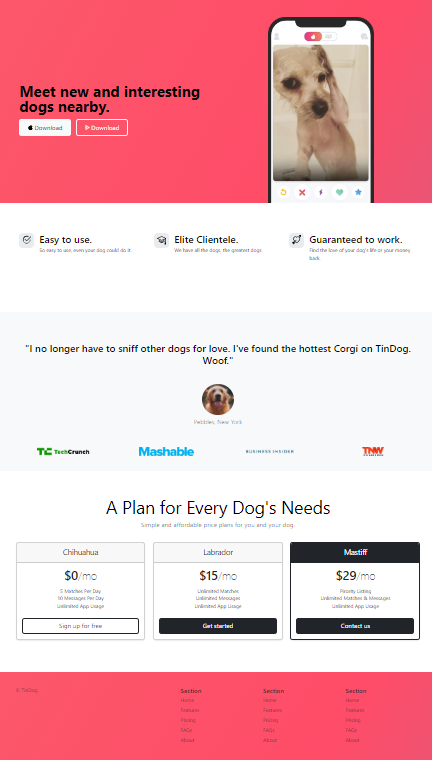 Meet new and interesting
dogs nearby.
Download
Download
Easy to use.
So easy to use, even your dog could do it.
Elite Clientele.
We have all the dogs, the greatest dogs.
Guaranteed to work.
Find the love of your dog's life or your money
back.
"I no longer have to sniff other dogs for love. I've found the hottest Corgi on TinDog.
Woof."
Pebbles, New York
TC TechCrunch
Mashable
BUSINESS INSIDER
TNW
A Plan for Every Dog's Needs
Simple and affordable price plans for you and your dog.
Chihuahua
$0/mo
5 Matches Per Day
10 Messages Per Day
Unlimited App Usage
Sign up for free
Labrador
$15/mo
Unlimited Matches
Unlimited Messages
Unlimited App Usage
Get started
Mastiff
$29/mo
Priority Listing
Unlimited Matches & Messages
Unlimited App Usage
Contact us
© TinDog
Section
Home
Features
Pricing
FAQs
About
Section
Home
Features
Pricing
FAQs
About
Section
Home
Features
Pricing
FAQs
About